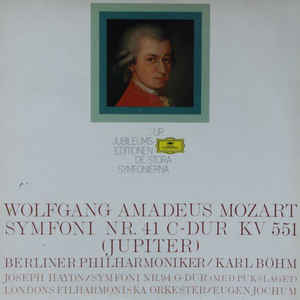 UR
JUBILEUMS
EDITIONEN
DE STORA
SYMFONIERNA
WOLFGANG AMADEUS MOZART
SYMFONI NR. 41 C-DUR KV 551
(JUPITER)
BERLINER PHILHARMONIKER/KARL BÖHM
JOSEPH HAYDN/SYMFONI NR.94 G-DUR (MED PUKSLAGET)
LONDONS FILHARMONISKA ORKESTER/EUGEN JOCHUM